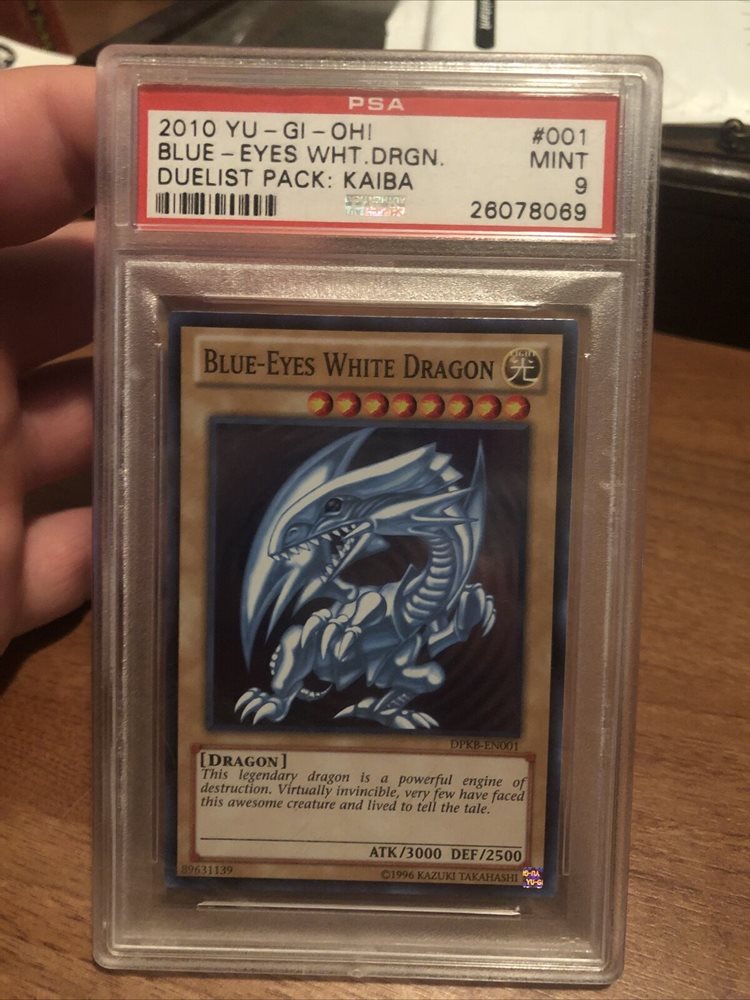 PSA
2010 YU-GI-OH! #001
BLUE-EYES WHT.DRGN. MINT
DUELIST PACK: KAIBA 9
26078069
BLUE-EYES WHITE DRAGON
LIGHT
光
DPKB-EN001
[DRAGON]
This legendary dragon is a powerful engine of
destruction. Virtually invincible, very few have faced
this awesome creature and lived to tell the tale.
ATK/3000 DEF/2500
89631139 ©1996 KAZUKI TAKAHASHI